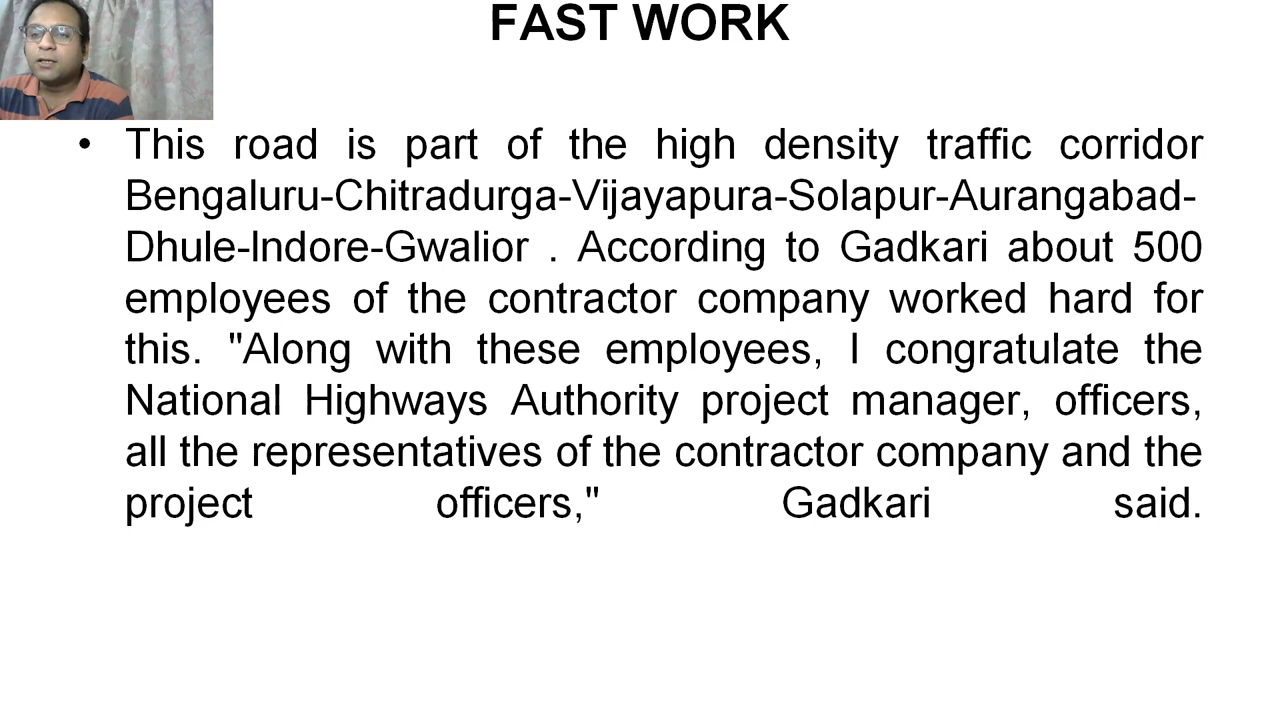 FAST WORK
• This road is part of the high density traffic corridor
Bengaluru-Chitradurga-Vijayapura-Solapur-Aurangabad-
Dhule-Indore-Gwalior . According to Gadkari about 500
employees of the contractor company worked hard for
this. "Along with these employees, I congratulate the
National Highways Authority project manager, officers,
all the representatives of the contractor company and the
project officers," Gadkari said.